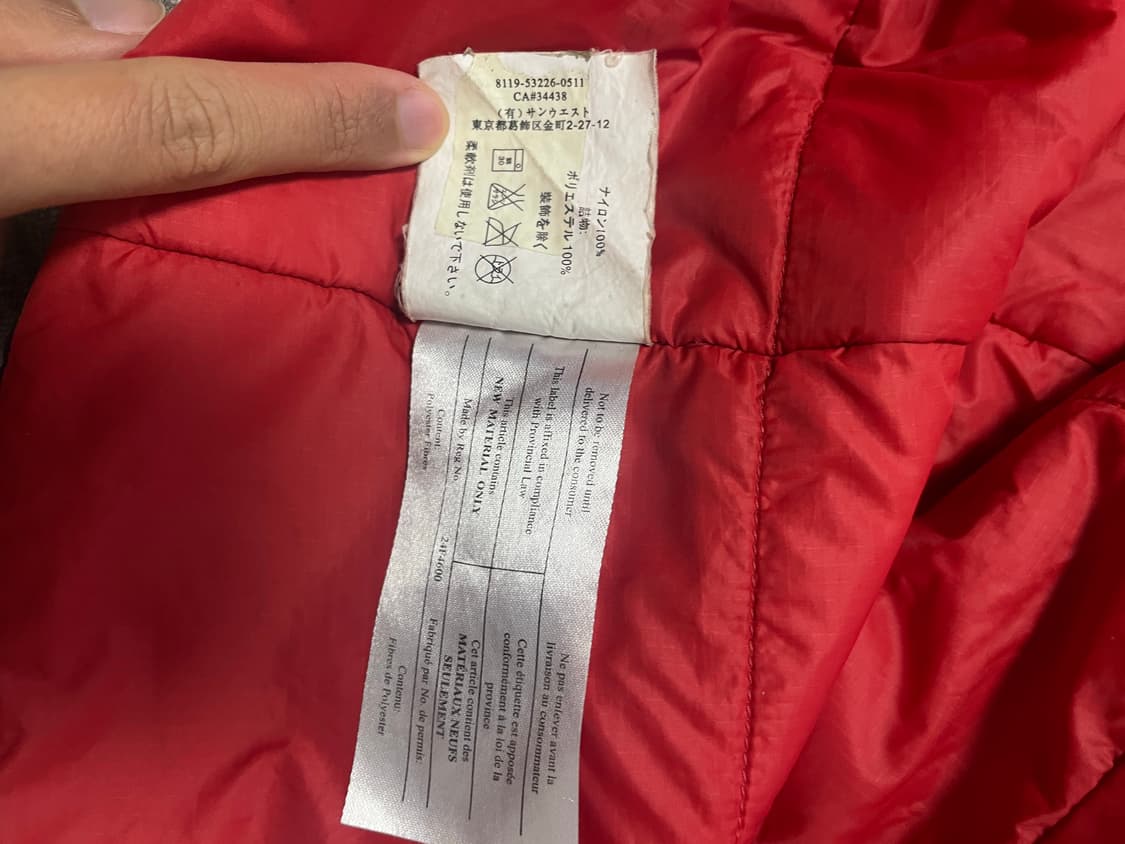 8119-53226-0511
CA#34438
(有)サンウエスト
東京都葛飾区金町2-27-12
ナイロン100%
詰物:
ポリエステル100%
装飾を除く
柔軟剤は使用しないで下さい。
Not to be removed until
delivered to the consumer
This label is affixed in compliance
with Provincial Law
This article contains
NEW MATERIAL ONLY
Made by Reg No.
24F4600
Content:
Polyester Fibres
Ne pas enlever avant la
livraison au consommateur
Cette étiquette est apposée
conformément à la loi de la
province
Cet article contient des
MATÉRIAUX NEUFS
SEULEMENT
Fabriqué par No. de permis:
Contenu:
Fibres de Polyester